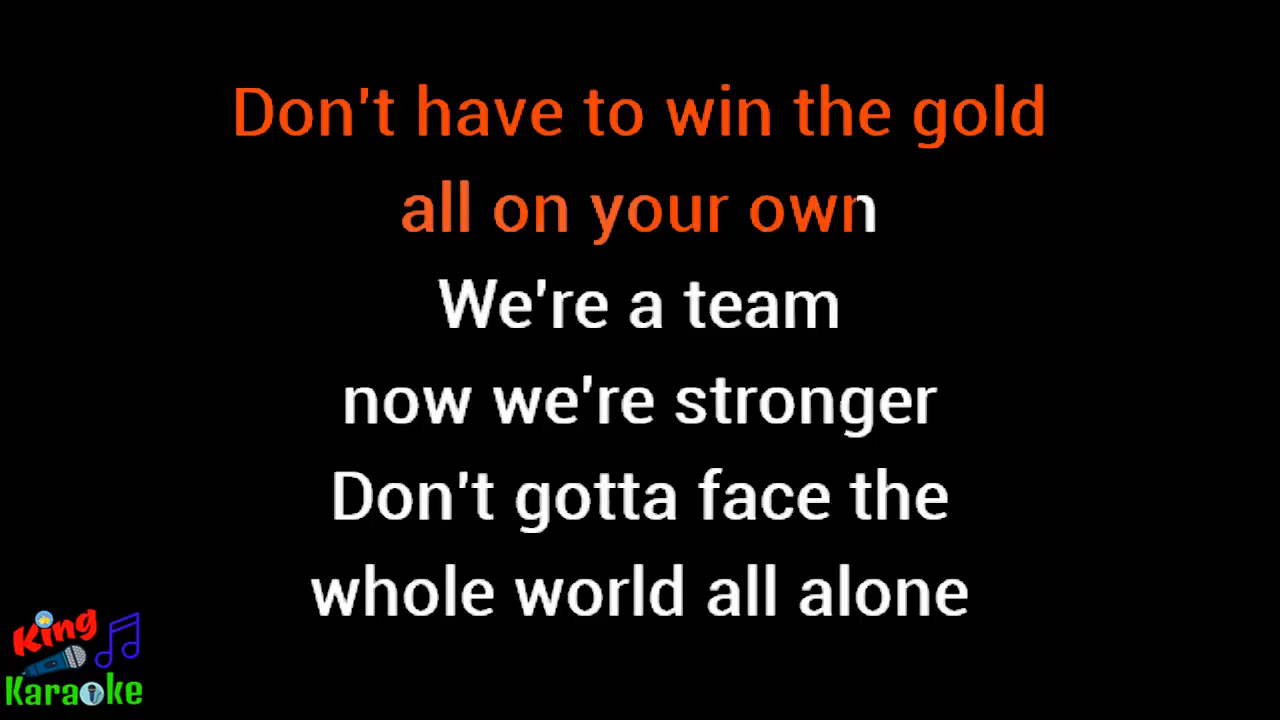 Don't have to win the gold
all on your own
We're a team
now we're stronger
Don't gotta face the
whole world all alone
King
Karaoke